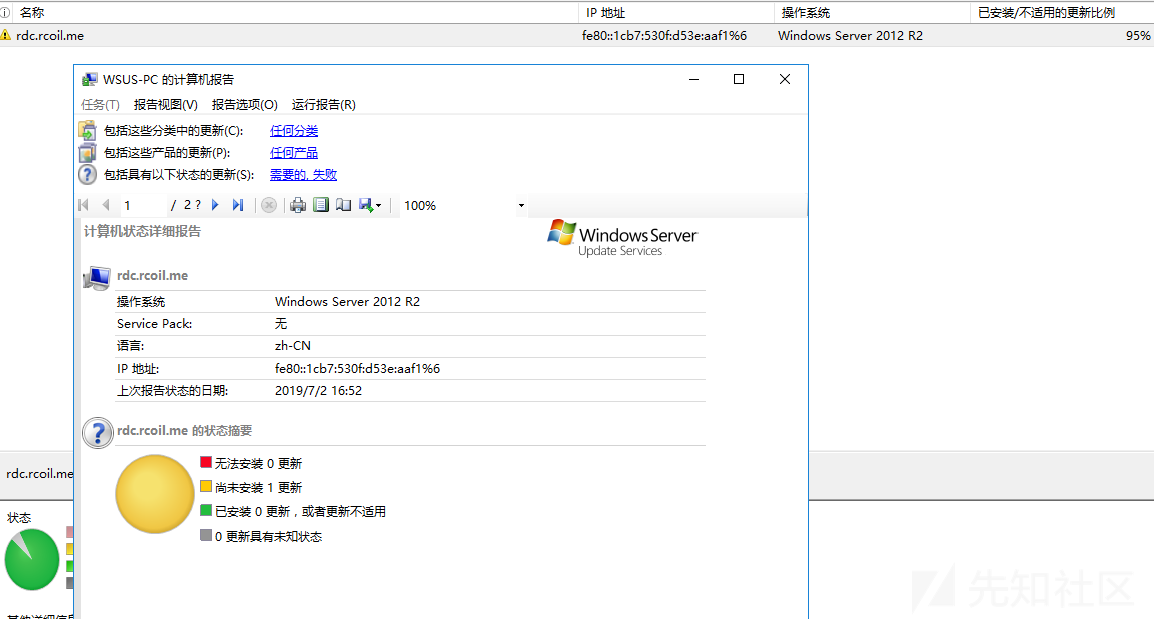 名称 IP 地址 操作系统 已安装/不适用的更新比例
rdc.rcoil.me fe80::1cb7:530f:d53e:aaf1%6 Windows Server 2012 R2 95%
WSUS-PC 的计算机报告
任务(T) 报告视图(V) 报告选项(O) 运行报告(R)
包括这些分类中的更新(C): 任何分类
包括这些产品的更新(P): 任何产品
包括具有以下状态的更新(S): 需要的, 失败
1 / 2 ? 100%
计算机状态详细报告
Windows Server
Update Services
rdc.rcoil.me
操作系统 Windows Server 2012 R2
Service Pack: 无
语言: zh-CN
IP 地址: fe80::1cb7:530f:d53e:aaf1%6
上次报告状态的日期: 2019/7/2 16:52
rdc.rcoil.me 的状态摘要
无法安装 0 更新
尚未安装 1 更新
已安装 0 更新，或者更新不适用
0 更新具有未知状态
rdc.rcoil.me
状态
其他详细信息
先知社区